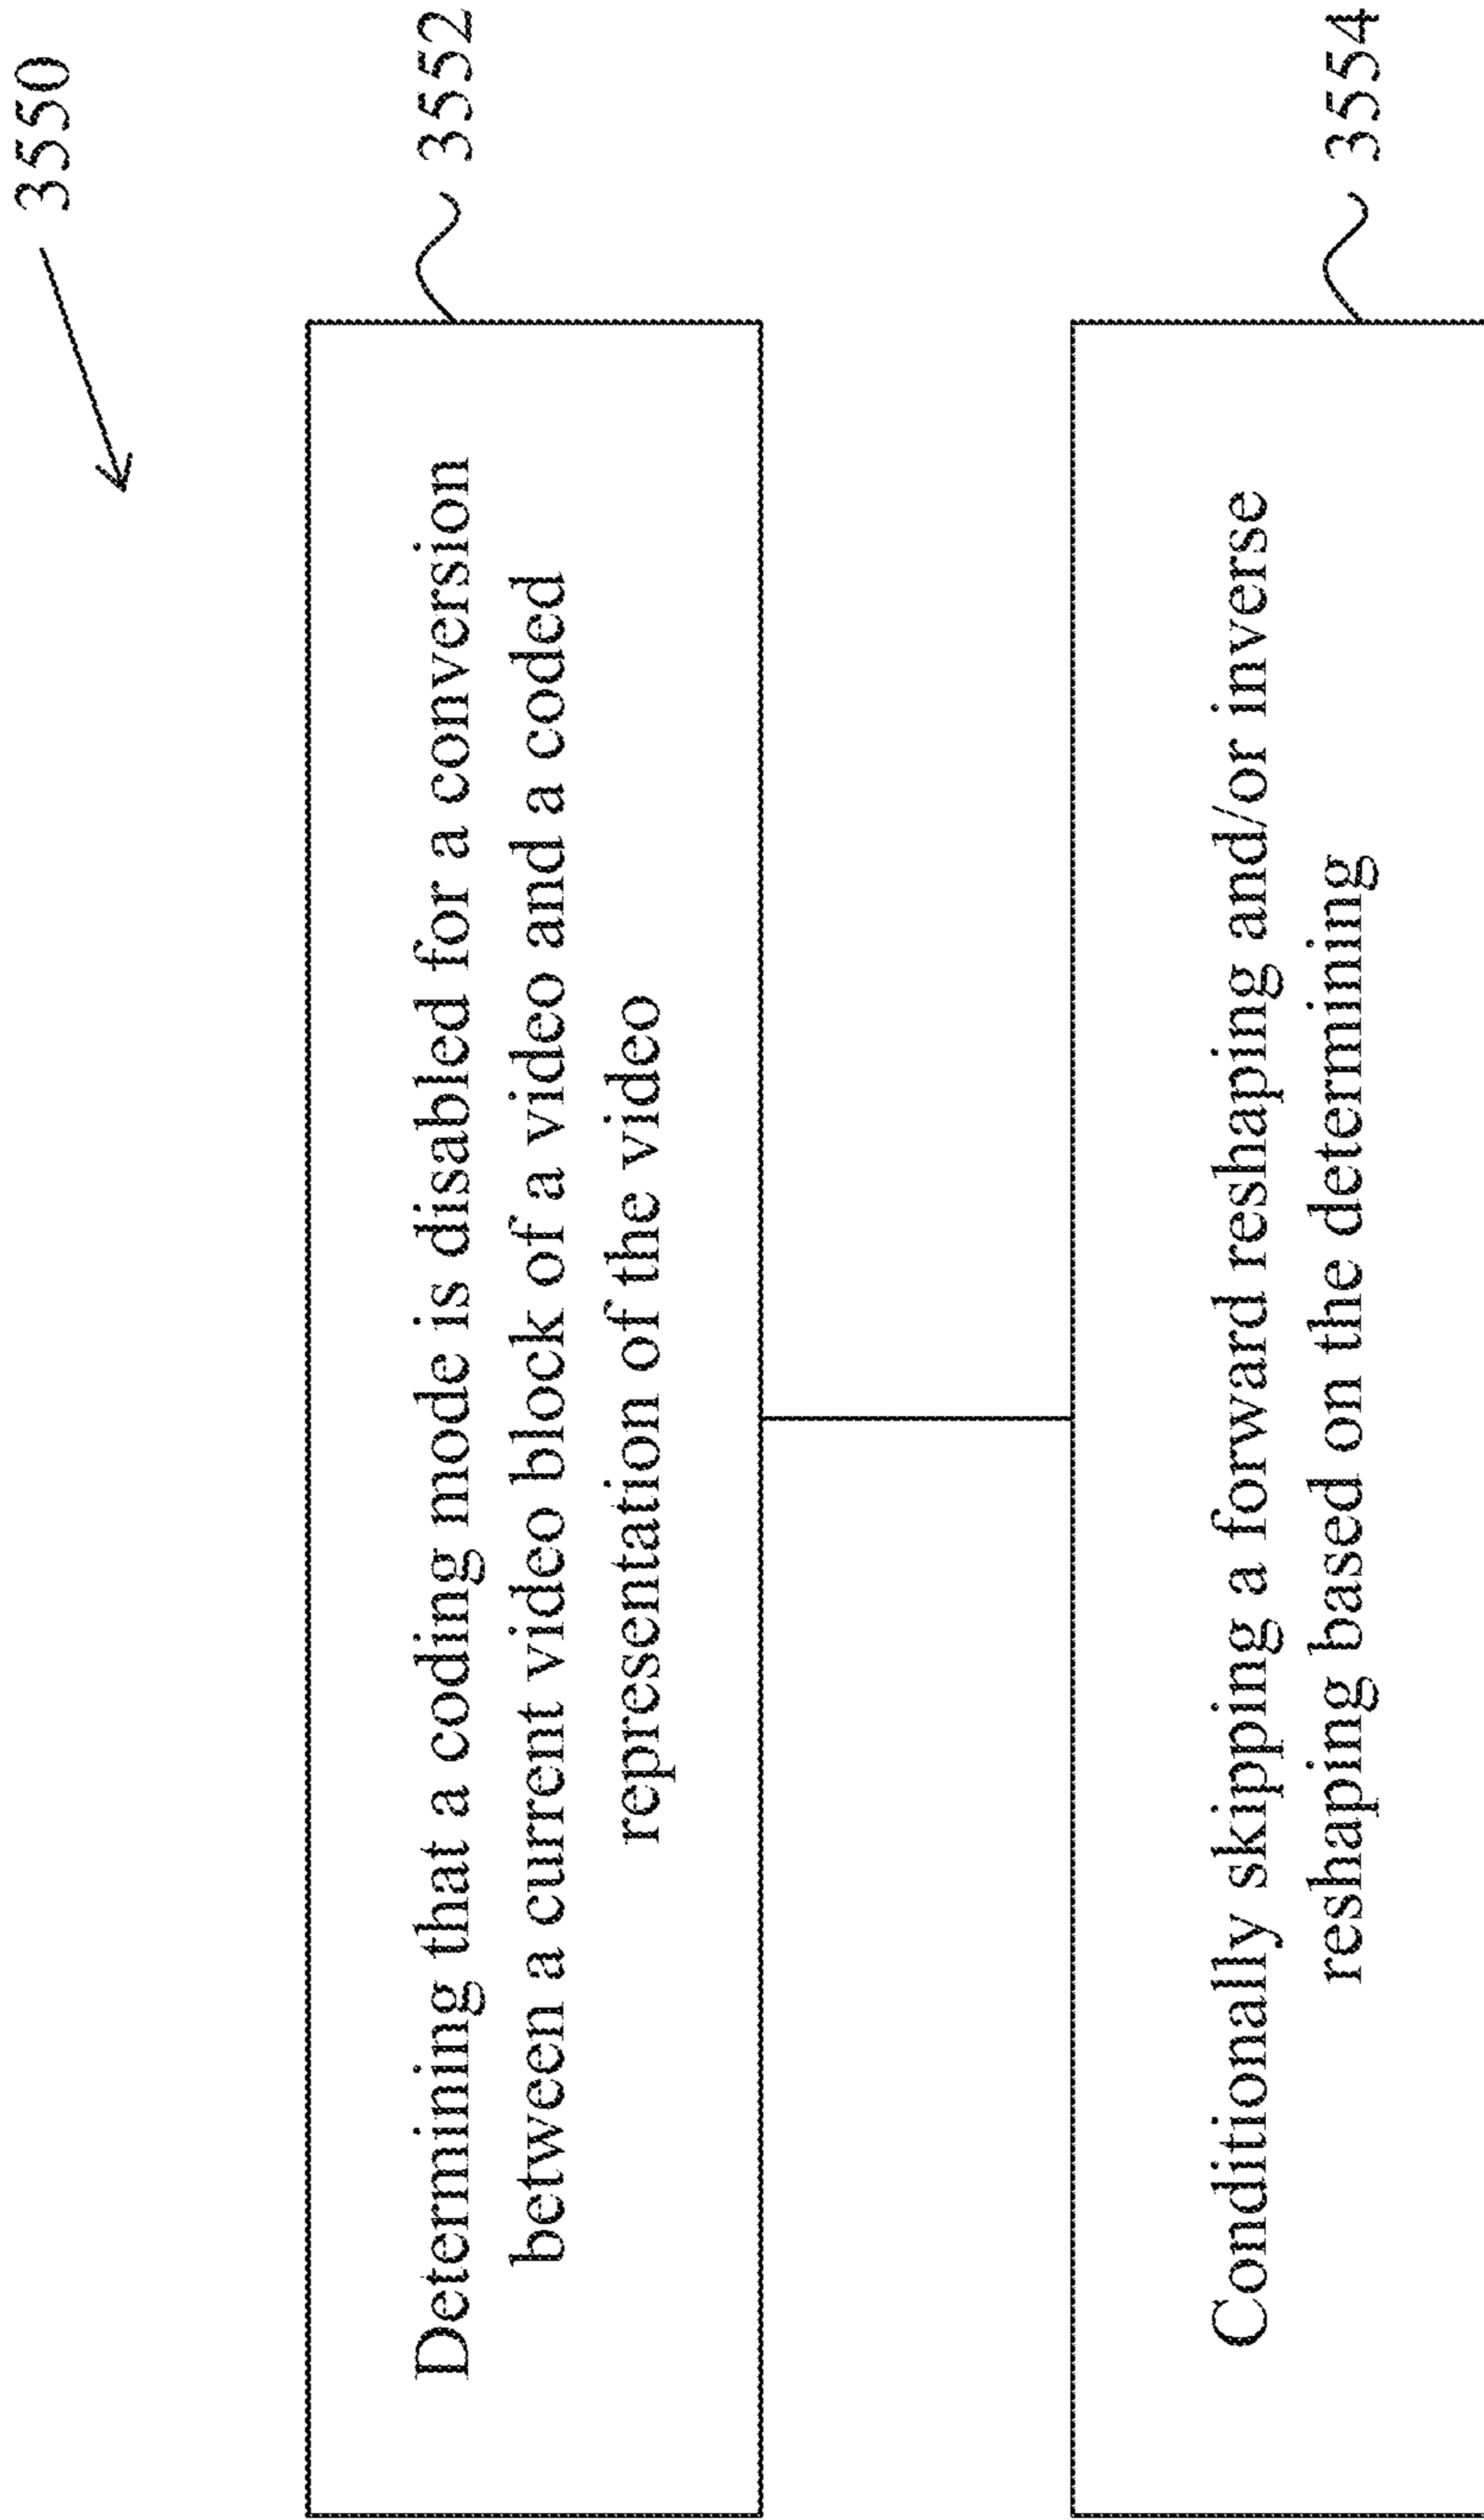 3550
Determining that a coding mode is disabled for a conversion
between a current video block of a video and a coded
representation of the video
3552
Conditionally skipping a forward reshaping and/or inverse
reshaping based on the determining
3554